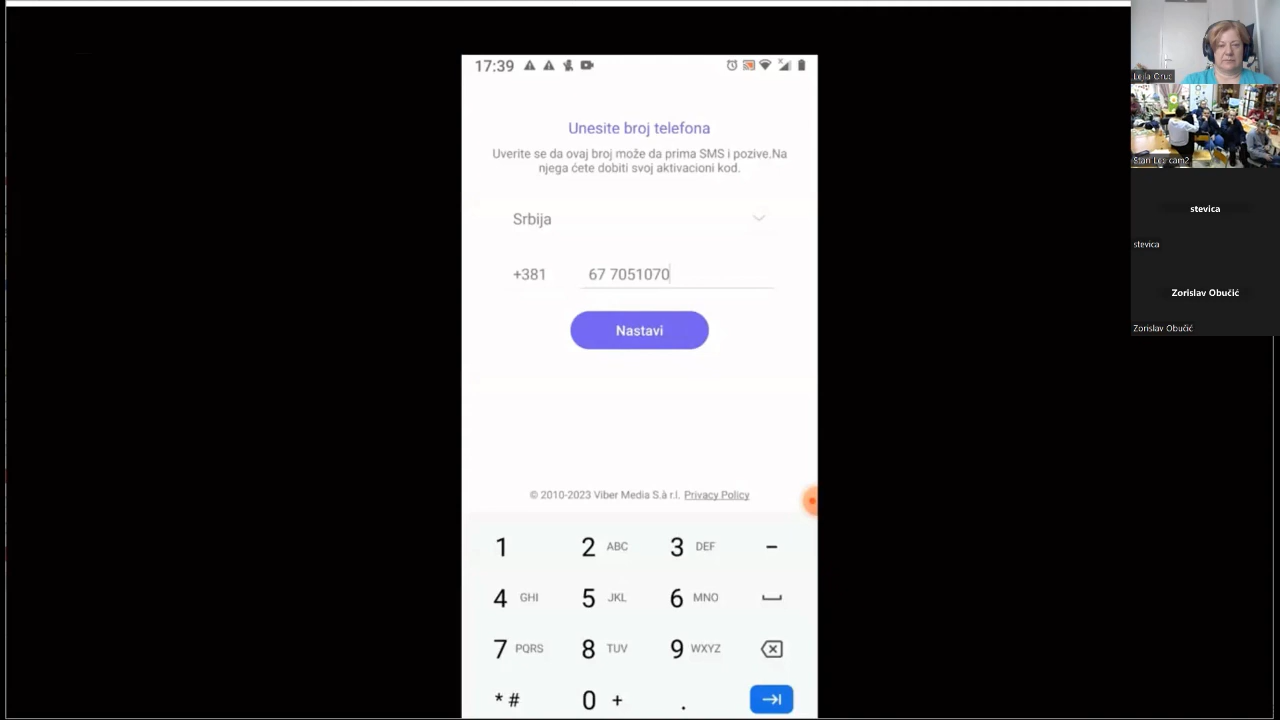 17:39
Unesite broj telefona
Uverite se da ovaj broj može da prima SMS i pozive.Na
njega ćete dobiti svoj aktivacioni kod.
Srbija
+381 67 7051070
Nastavi
© 2010-2023 Viber Media S.à r.l. Privacy Policy
1 2 ABC 3 DEF -
4 GHI 5 JKL 6 MNO
7 PQRS 8 TUV 9 WXYZ
* # 0 + .
stevica
stevica
Zorislav Obučić
Zorislav Obučić